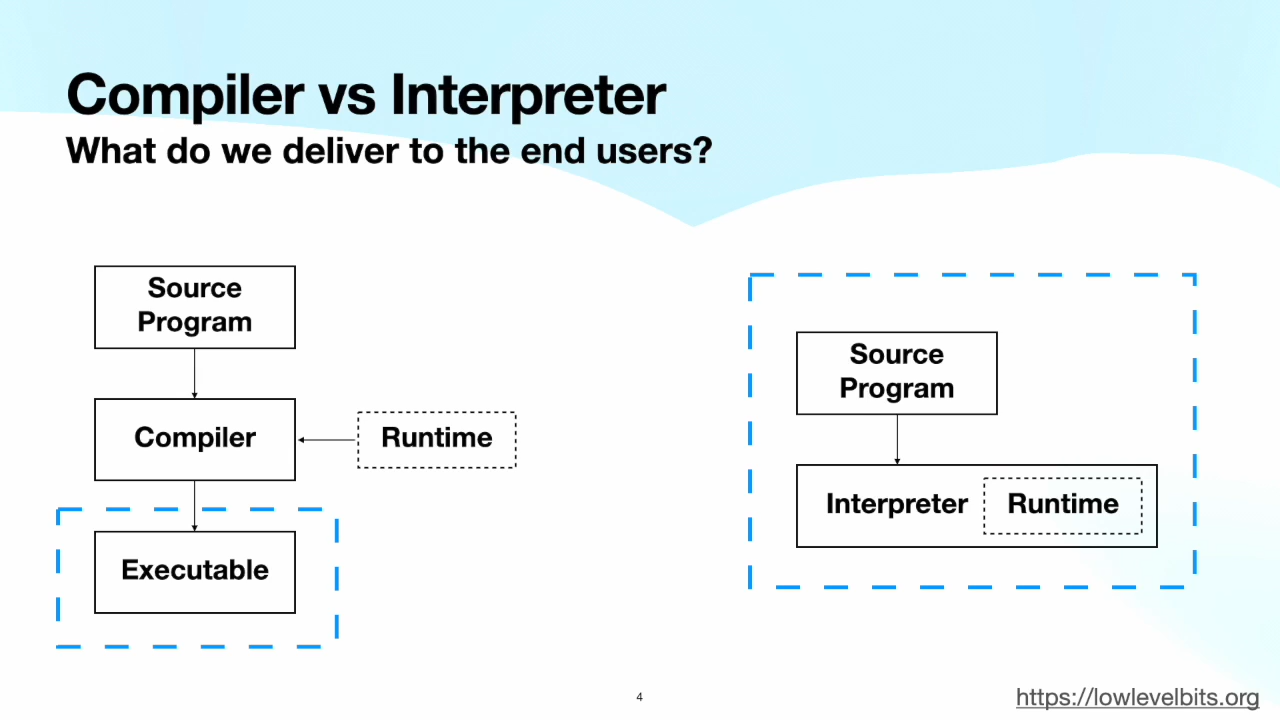 Compiler vs Interpreter
What do we deliver to the end users?
Source
Program
Compiler
Runtime
Executable
Source
Program
Interpreter
Runtime
4
https://lowlevelbits.org